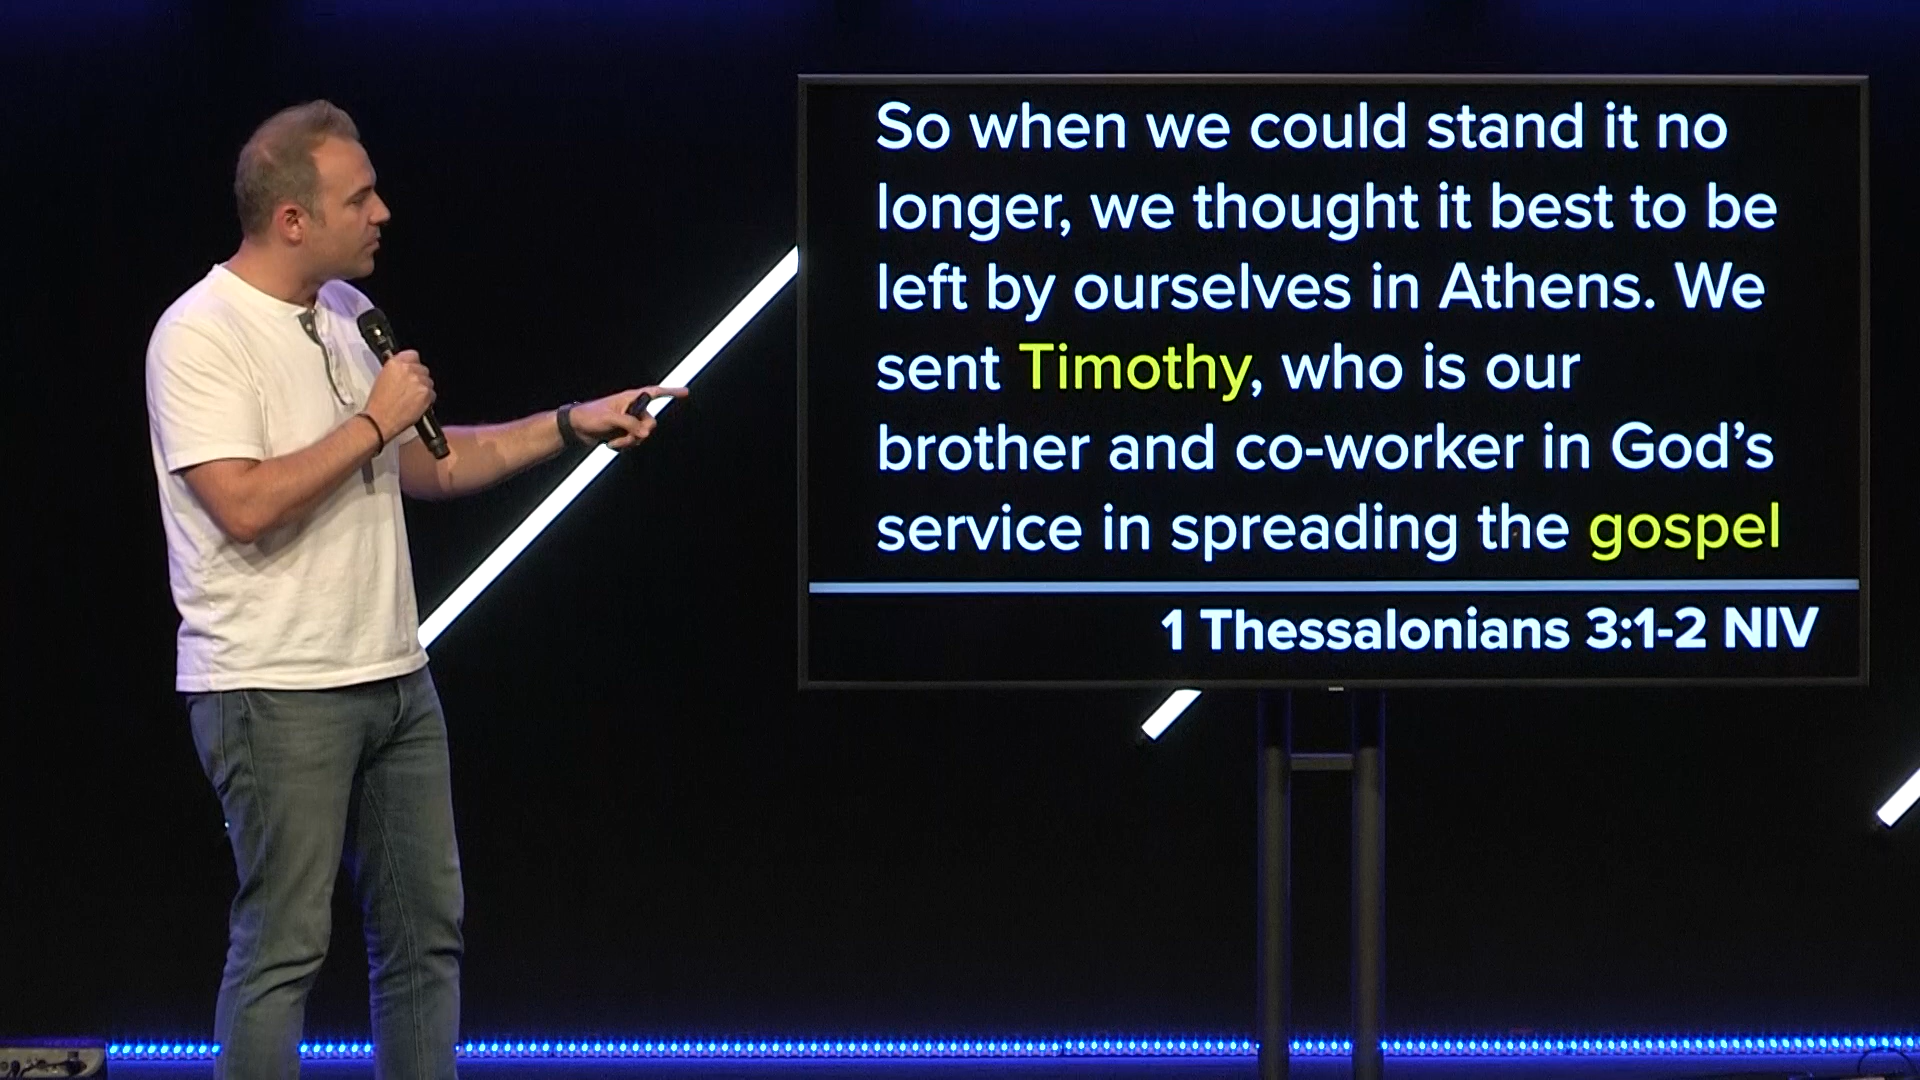 So when we could stand it no
longer, we thought it best to be
left by ourselves in Athens. We
sent Timothy, who is our
brother and co-worker in God’s
service in spreading the gospel
1 Thessalonians 3:1-2 NIV